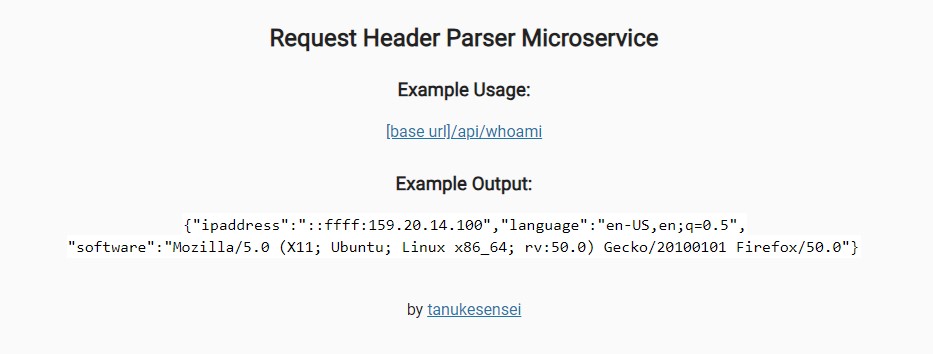 Request Header Parser Microservice
Example Usage:
[base url]/api/whoami
Example Output:
{"ipaddress":"::ffff:159.20.14.100","language":"en-US,en;q=0.5",
"software":"Mozilla/5.0 (X11; Ubuntu; Linux x86_64; rv:50.0) Gecko/20100101 Firefox/50.0"}
by tanukesensei